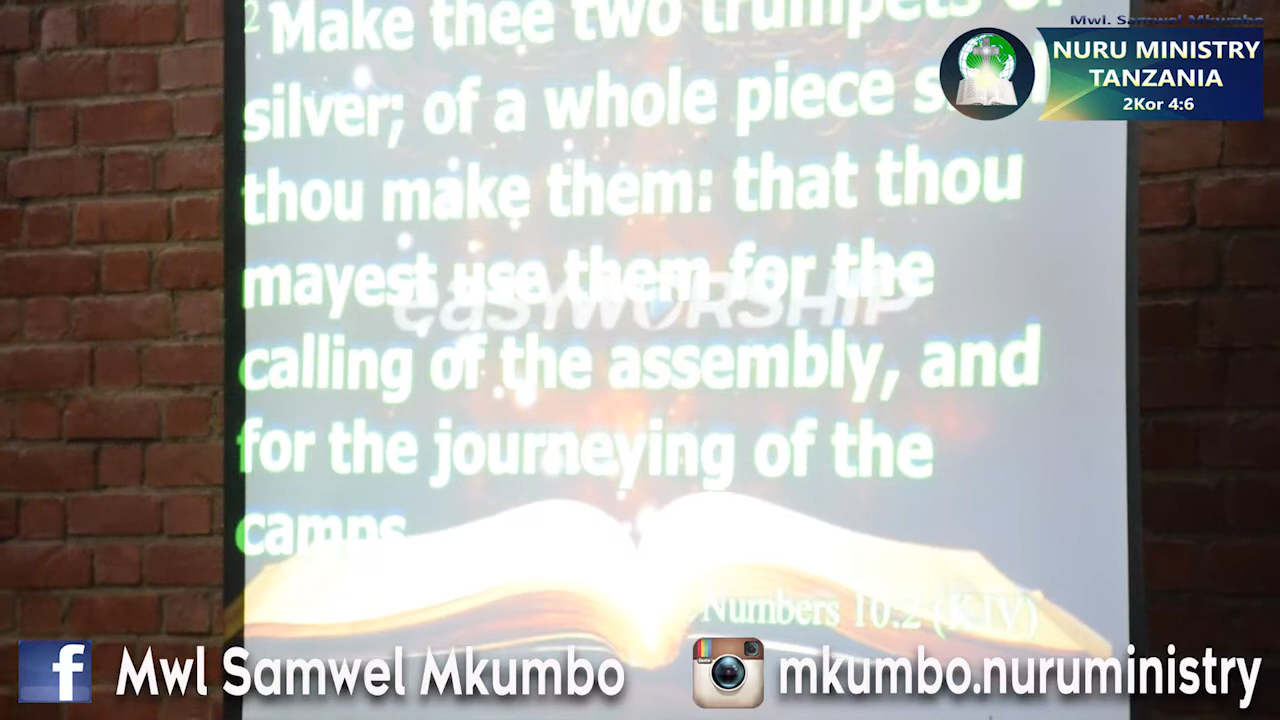 Mwl. Samwel Mkumbo
NURU MINISTRY
TANZANIA
2Kor 4:6
2 Make thee two trumpets of
silver; of a whole piece
thou make them: that thou
mayest use them for the
calling of the assembly, and
for the journeying of the
camps.
easyworship
Numbers 10:2 (KJV)
Mwl Samwel Mkumbo
mkumbo.nuruministry